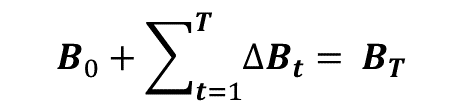 B₀ + ∑ₜ₌₁ᵀ ΔBₜ = B_T